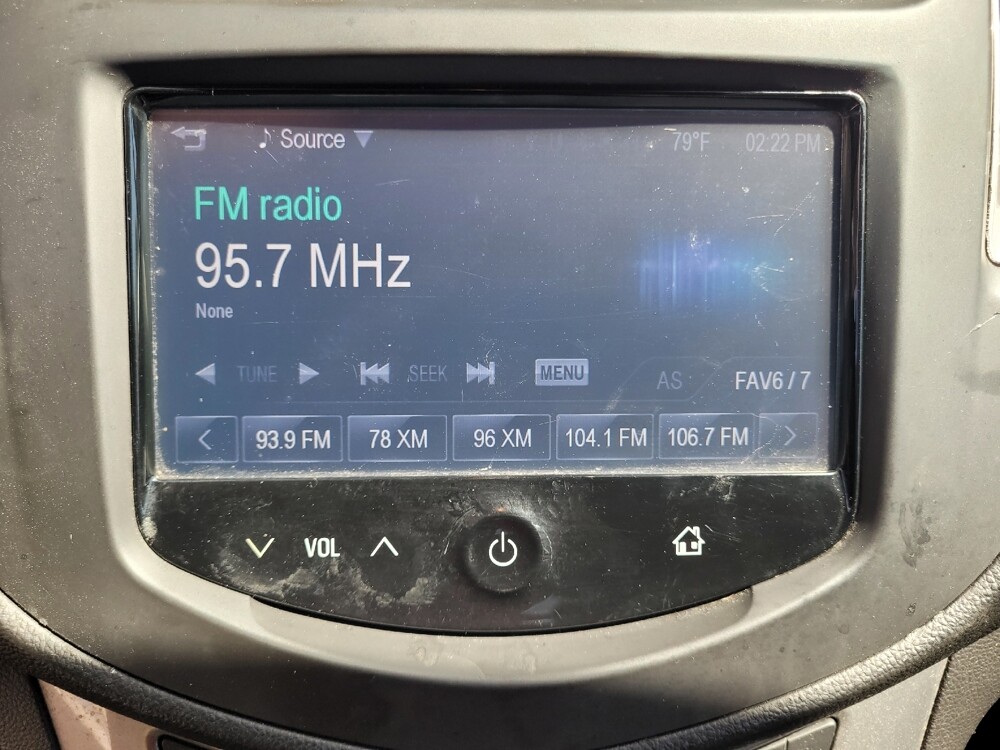 Source 79°F 02:22 PM
FM radio
95.7 MHz
None
TUNE SEEK MENU AS FAV6 / 7
93.9 FM 78 XM 96 XM 104.1 FM 106.7 FM
VOL